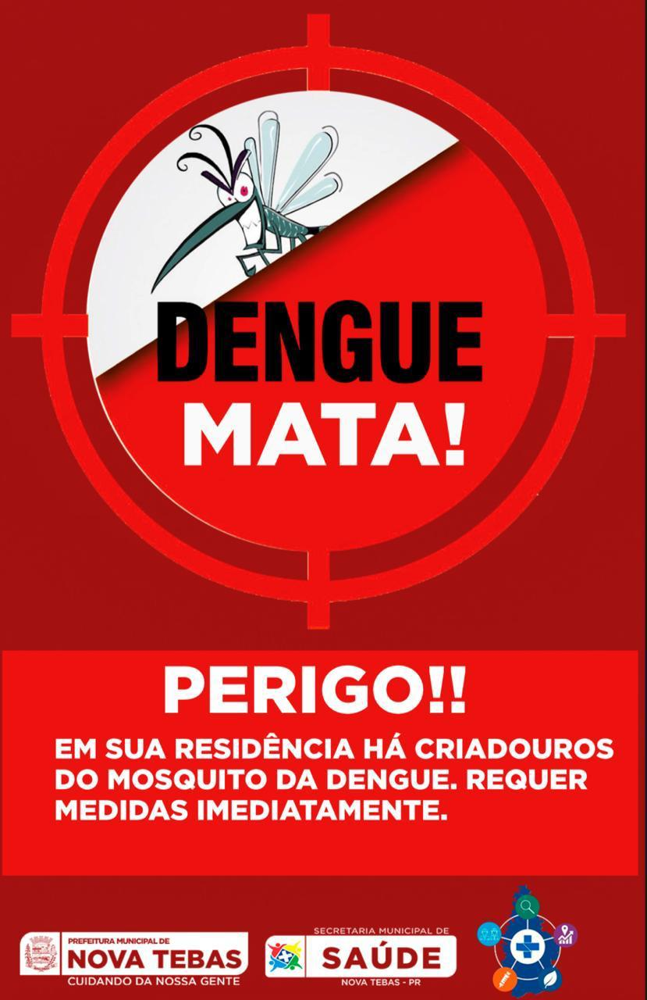 DENGUE
MATA!
PERIGO!!
EM SUA RESIDÊNCIA HÁ CRIADOUROS
DO MOSQUITO DA DENGUE. REQUER
MEDIDAS IMEDIATAMENTE.
PREFEITURA MUNICIPAL DE
NOVA TEBAS
CUIDANDO DA NOSSA GENTE
SECRETARIA MUNICIPAL DE
SAÚDE
NOVA TEBAS - PR